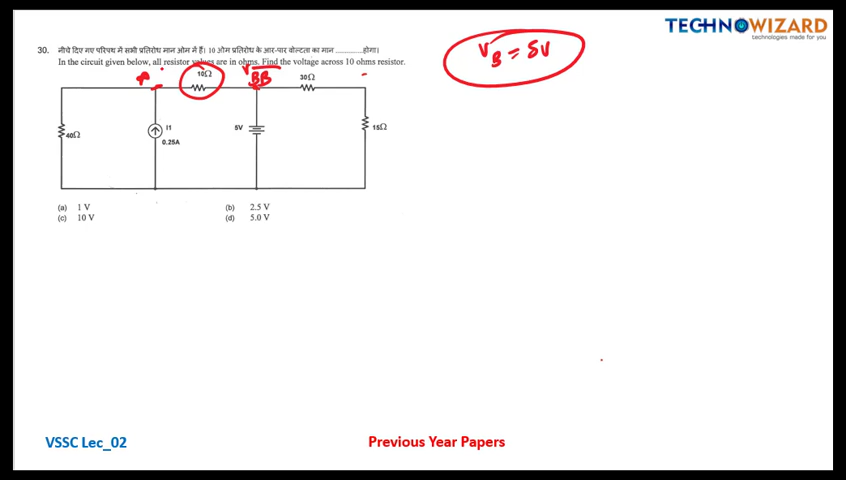 TECHNOWIZARD
technologies made for you
30. नीचे दिए गए परिपथ में सभी प्रतिरोध मान ओम में हैं। 10 ओम प्रतिरोध के आर-पार वोल्टता का मान ............ होगा।
In the circuit given below, all resistor values are in ohms. Find the voltage across 10 ohms resistor.
V_B = 5V
10Ω
30Ω
40Ω
I1
0.25A
5V
15Ω
(a) 1 V
(b) 2.5 V
(c) 10 V
(d) 5.0 V
VSSC Lec_02
Previous Year Papers